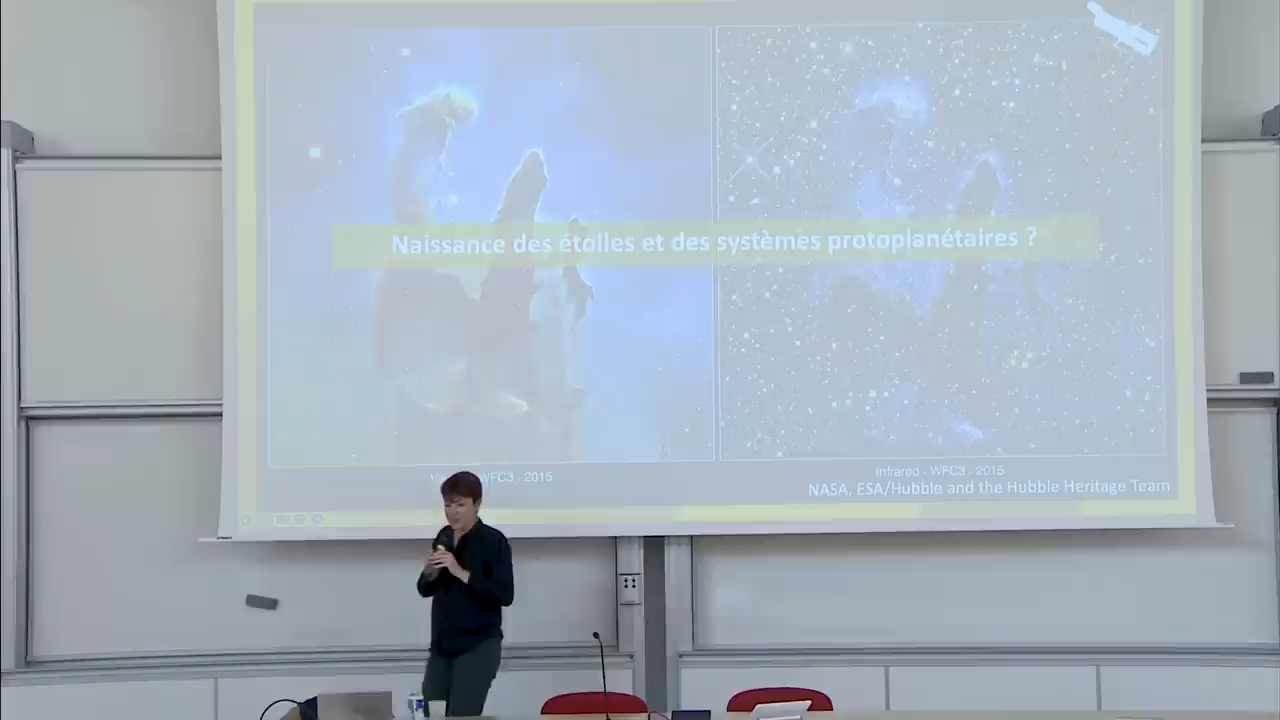 Naissance des étoiles et des systèmes protoplanétaires ?
WFC3 - 2015
Infrared - WFC3 - 2015
NASA, ESA/Hubble and the Hubble Heritage Team